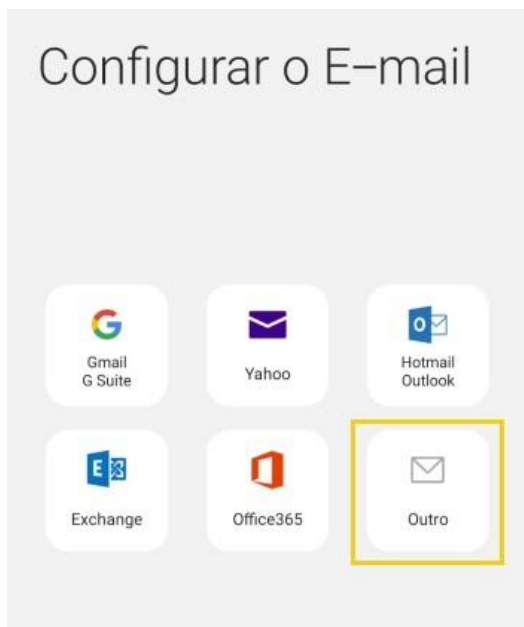 Configurar o E–mail
Gmail
G Suite
Yahoo
Hotmail
Outlook
Exchange
Office365
Outro